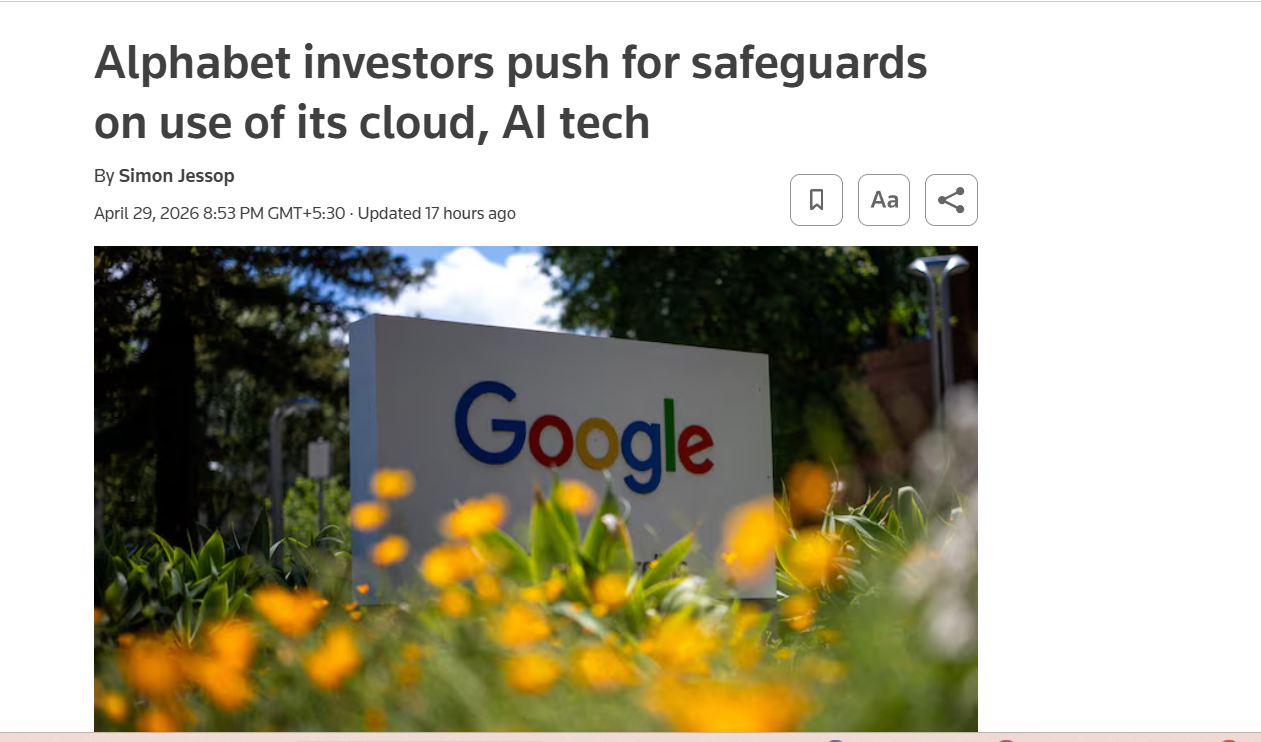 Alphabet investors push for safeguards
on use of its cloud, AI tech
By Simon Jessop
April 29, 2026 8:53 PM GMT+5:30 · Updated 17 hours ago
Aa
Google